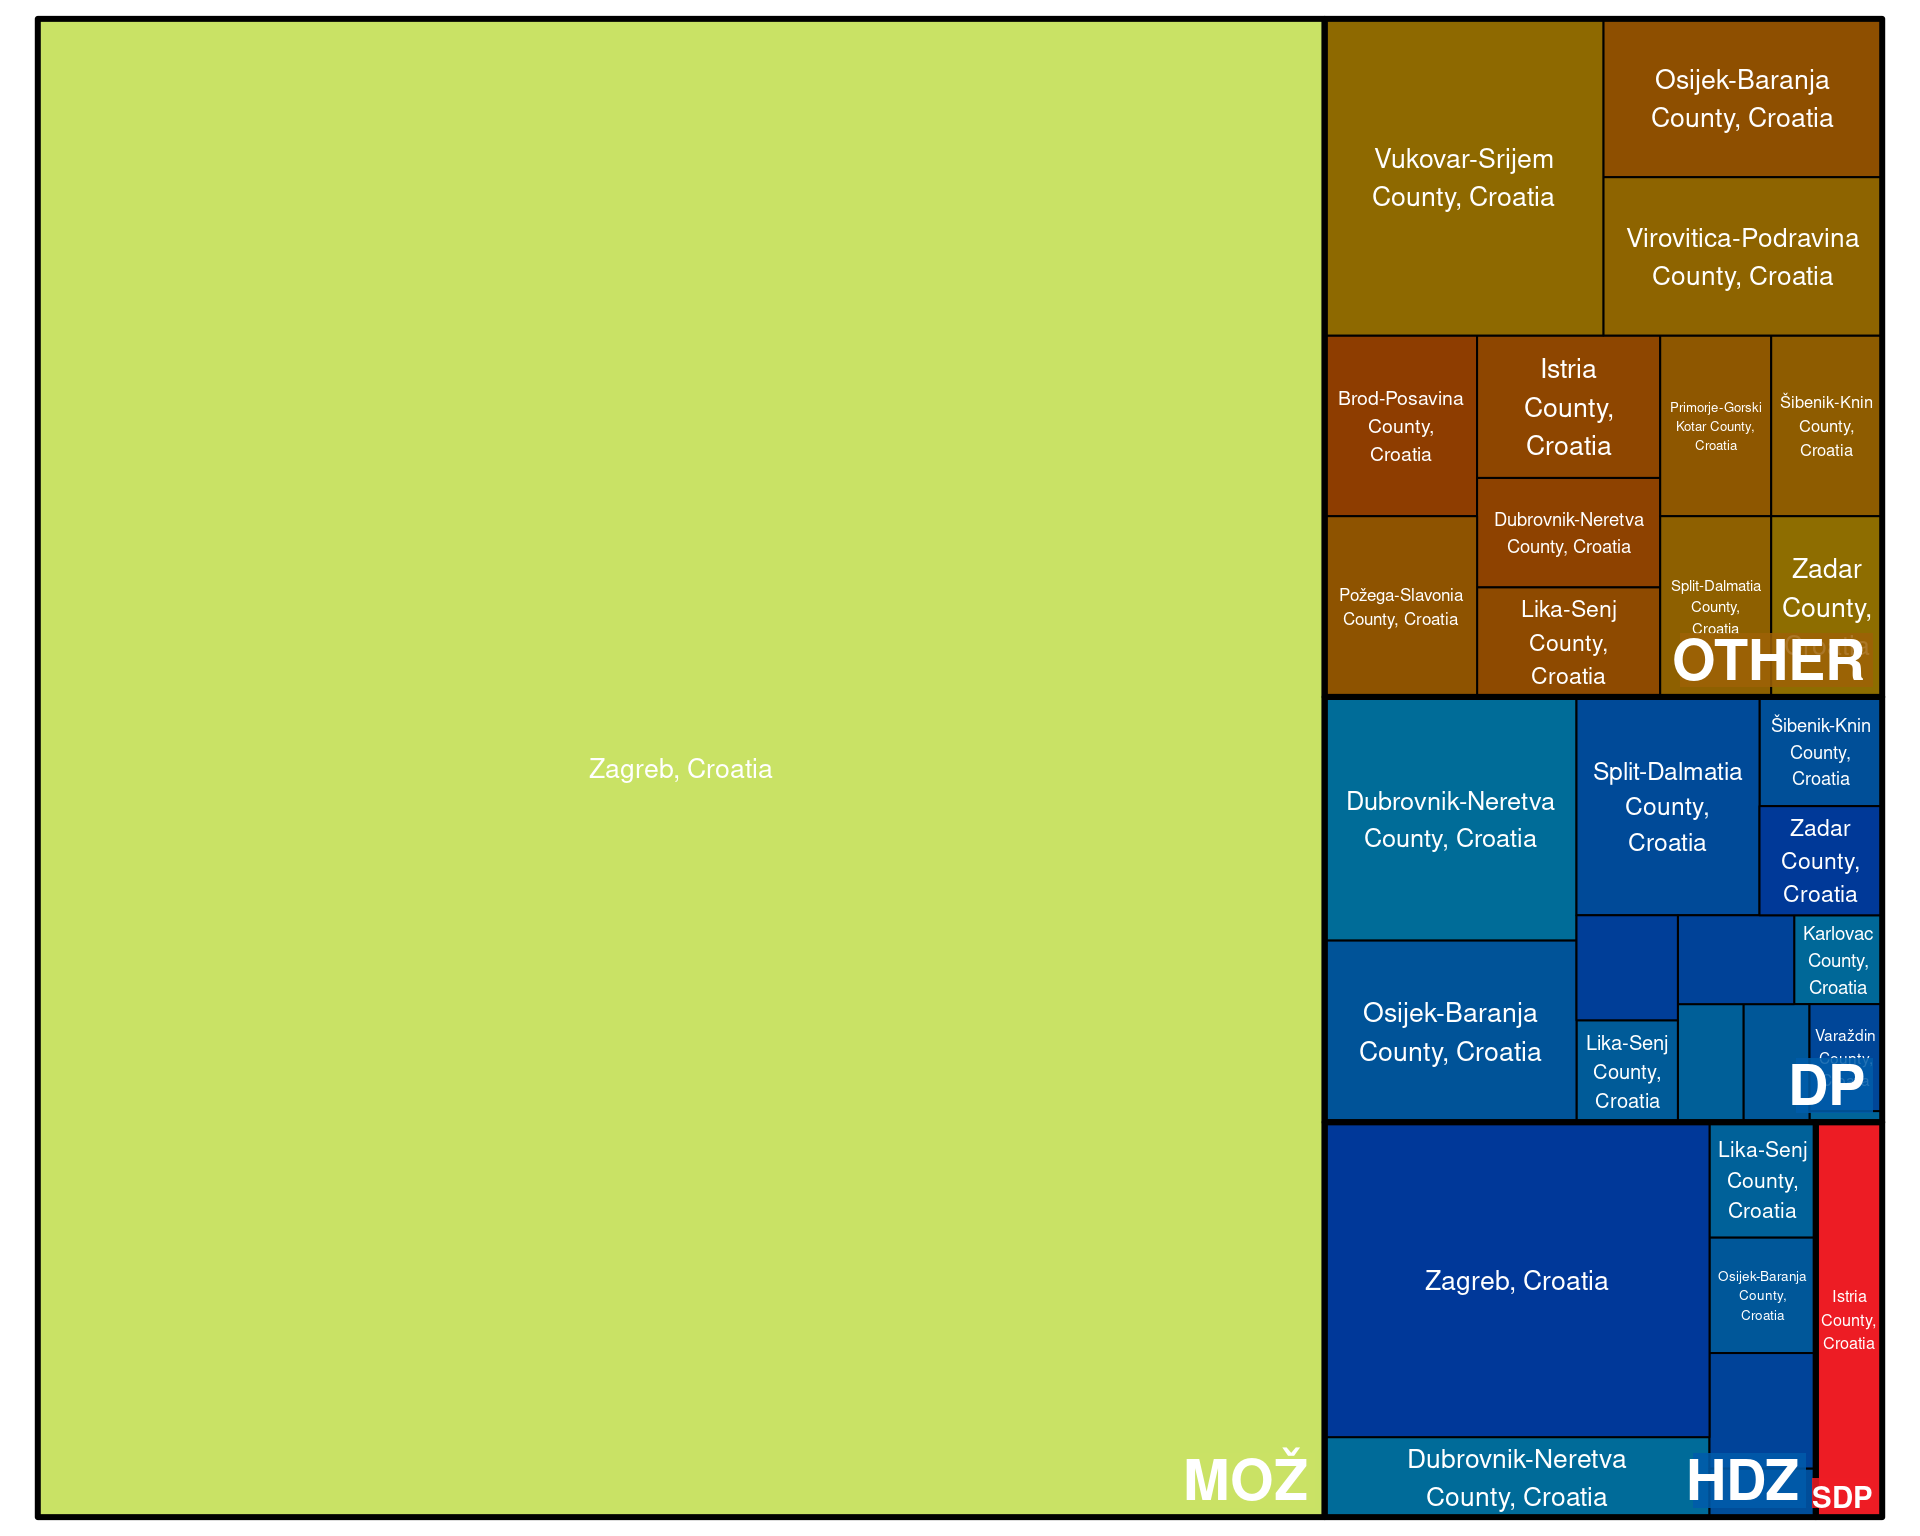 Zagreb, Croatia
MOŽ
Vukovar-Srijem
County, Croatia
Osijek-Baranja
County, Croatia
Virovitica-Podravina
County, Croatia
Brod-Posavina
County,
Croatia
Istria
County,
Croatia
Primorje-Gorski
Kotar County,
Croatia
Šibenik-Knin
County,
Croatia
Požega-Slavonia
County, Croatia
Dubrovnik-Neretva
County, Croatia
Lika-Senj
County,
Croatia
Split-Dalmatia
County,
Croatia
Zadar
County,
Croatia
OTHER
Dubrovnik-Neretva
County, Croatia
Osijek-Baranja
County, Croatia
Split-Dalmatia
County,
Croatia
Šibenik-Knin
County,
Croatia
Zadar
County,
Croatia
Lika-Senj
County,
Croatia
Karlovac
County,
Croatia
Varaždin
County,
DP
Zagreb, Croatia
Dubrovnik-Neretva
County, Croatia
Lika-Senj
County,
Croatia
Osijek-Baranja
County,
Croatia
HDZ
Istria
County,
Croatia
SDP